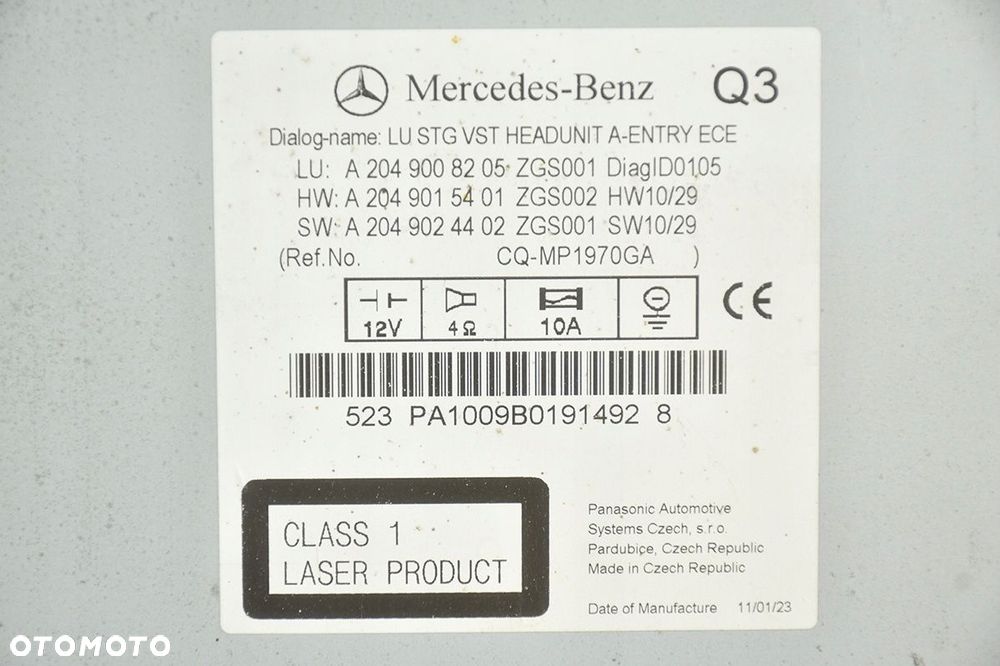 Mercedes-Benz Q3
Dialog-name: LU STG VST HEADUNIT A-ENTRY ECE
LU: A 204 900 82 05 ZGS001 DiagID0105
HW: A 204 901 54 01 ZGS002 HW10/29
SW: A 204 902 44 02 ZGS001 SW10/29
(Ref.No. CQ-MP1970GA )
12V 4Ω 10A CE
523 PA1009B0191492 8
CLASS 1
LASER PRODUCT
Panasonic Automotive
Systems Czech, s.r.o.
Pardubice, Czech Republic
Made in Czech Republic
Date of Manufacture 11/01/23
OTOMOTO